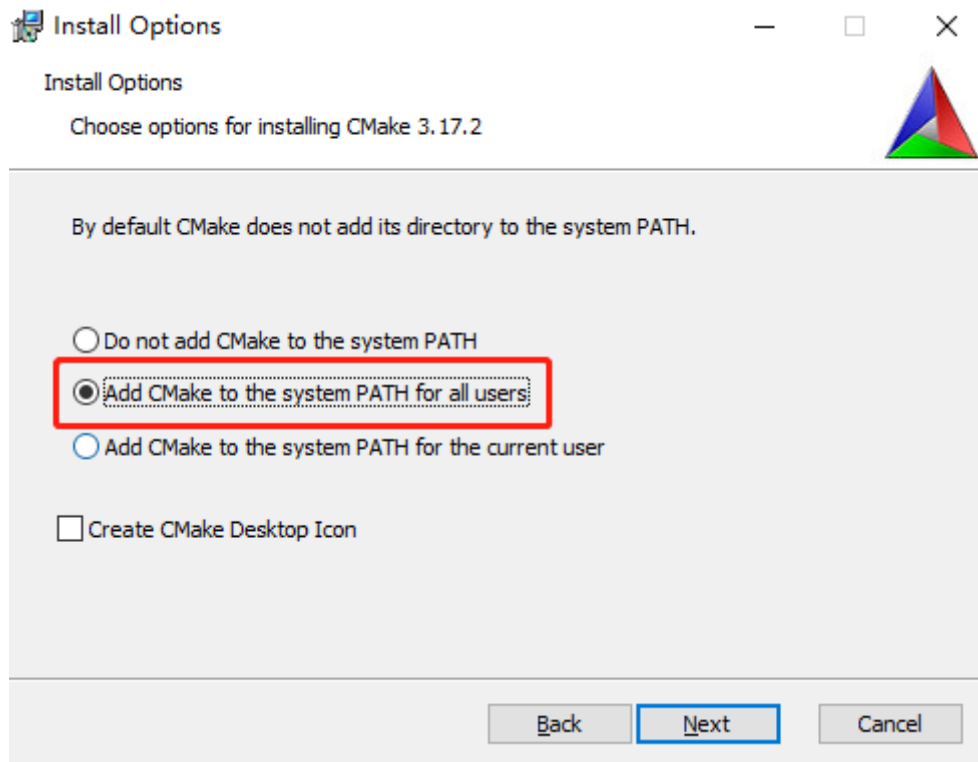 Install Options
Install Options
Choose options for installing CMake 3.17.2
By default CMake does not add its directory to the system PATH.
Do not add CMake to the system PATH
Add CMake to the system PATH for all users
Add CMake to the system PATH for the current user
Create CMake Desktop Icon
Back Next Cancel